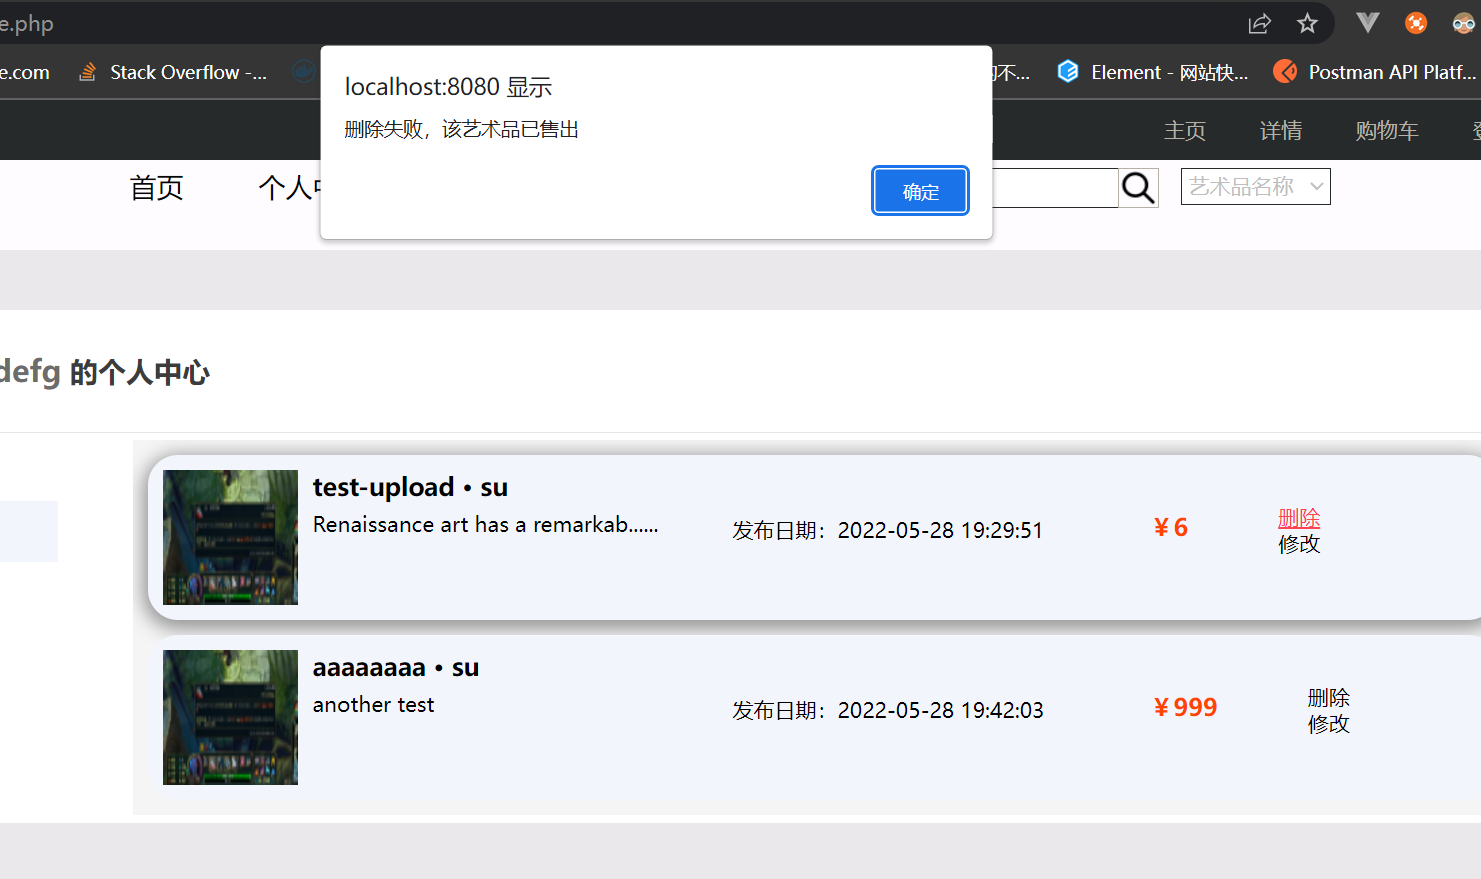 e.php
e.com
Stack Overflow -...
的不...
Element - 网站快...
Postman API Platf...
localhost:8080 显示
删除失败，该艺术品已售出
确定
主页
详情
购物车
首页
个人中
艺术品名称
defg 的个人中心
test-upload • su
Renaissance art has a remarkab......
发布日期：2022-05-28 19:29:51
¥ 6
删除
修改
aaaaaaaa • su
another test
发布日期：2022-05-28 19:42:03
¥ 999
删除
修改